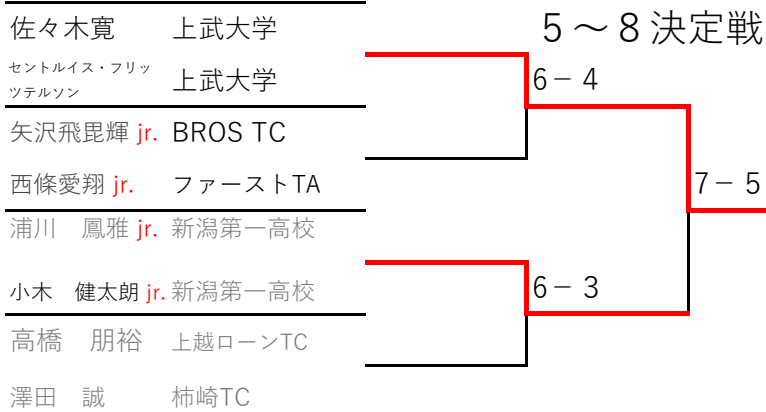 佐々木寛 上武大学
5～8決定戦
セントルイス・フリッ
ツテルソン 上武大学
6－ 4
矢沢飛毘輝 jr. BROS TC
西條愛翔 jr. ファーストTA
7－ 5
浦川 鳳雅 jr. 新潟第一高校
小木 健太朗 jr. 新潟第一高校
6－ 3
高橋 朋裕 上越ローンTC
澤田 誠 柿崎TC